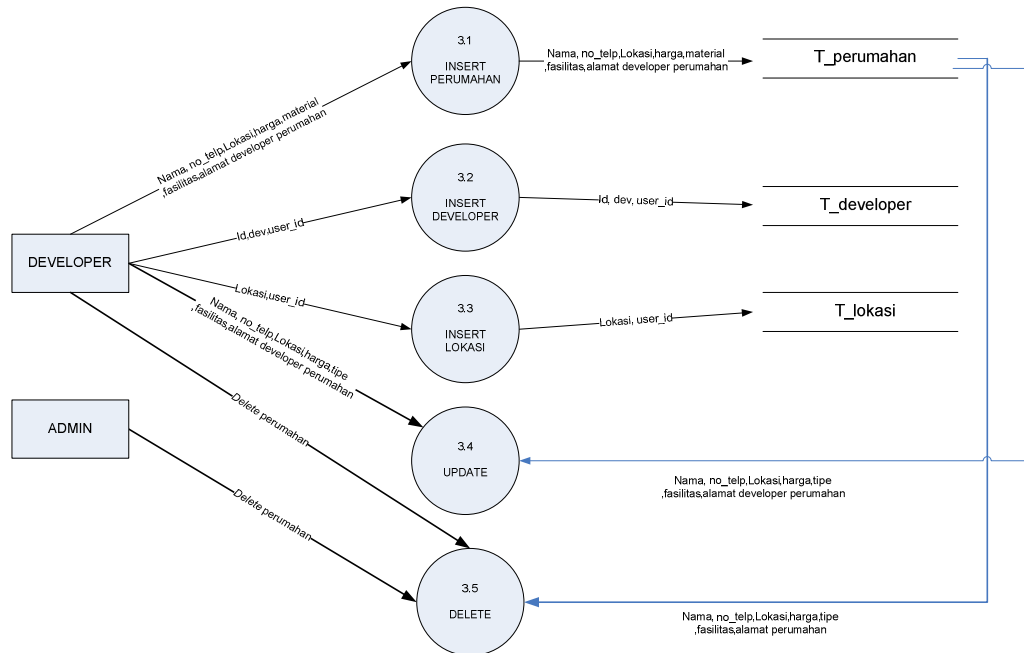 3.1
INSERT
PERUMAHAN
Nama, no_telp,Lokasi,harga,material
,fasilitas,alamat developer perumahan
T_perumahan
Nama, no_telp,Lokasi,harga,material
,fasilitas,alamat developer perumahan
3.2
INSERT
DEVELOPER
Id, dev, user_id
T_developer
Id,dev,user_id
DEVELOPER
Lokasi,user_id
3.3
INSERT
LOKASI
Lokasi, user_id
T_lokasi
Nama, no_telp,Lokasi,harga,tipe
,fasilitas,alamat developer perumahan
Delete perumahan
ADMIN
3.4
UPDATE
Nama, no_telp,Lokasi,harga,tipe
,fasilitas,alamat developer perumahan
Delete perumahan
3.5
DELETE
Nama, no_telp,Lokasi,harga,tipe
,fasilitas,alamat perumahan